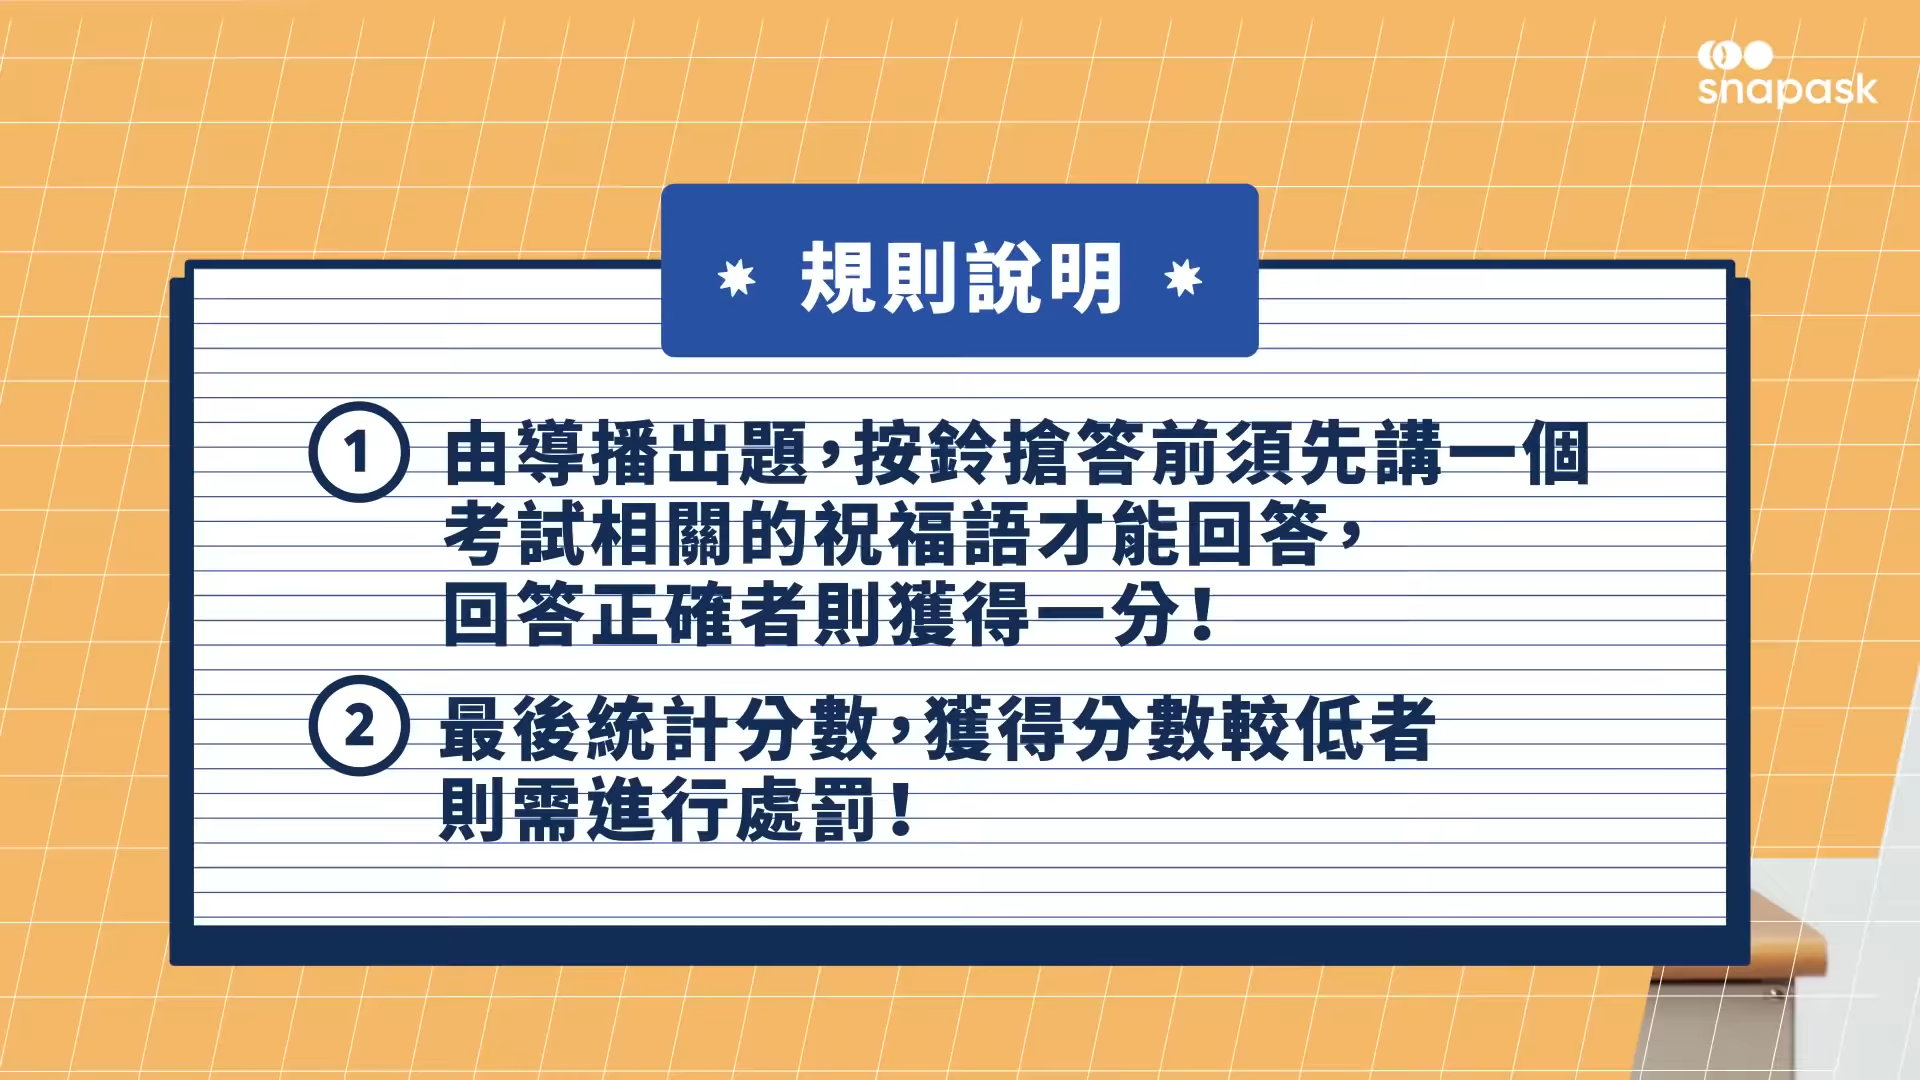 snapask
規則說明
1 由導播出題，按鈴搶答前須先講一個
考試相關的祝福語才能回答，
回答正確者則獲得一分！
2 最後統計分數，獲得分數較低者
則需進行處罰！